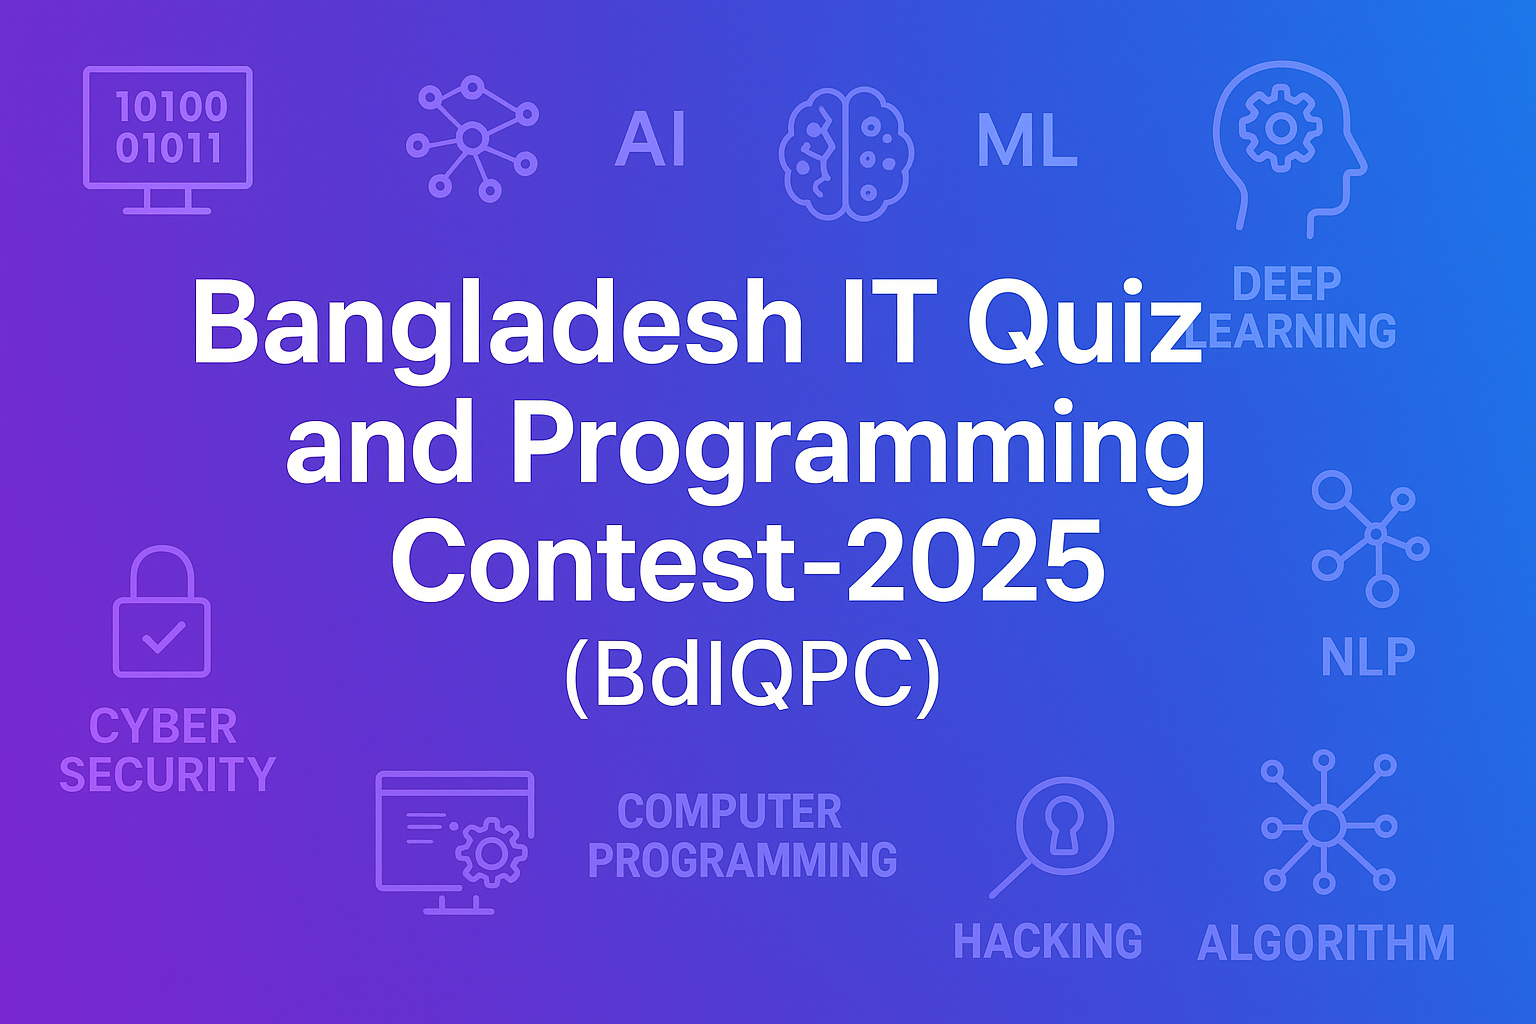 10100
01011
AI
ML
DEEP
LEARNING
Bangladesh IT Quiz
and Programming
Contest-2025
(BdIQPC)
NLP
CYBER
SECURITY
COMPUTER
PROGRAMMING
HACKING
ALGORITHM